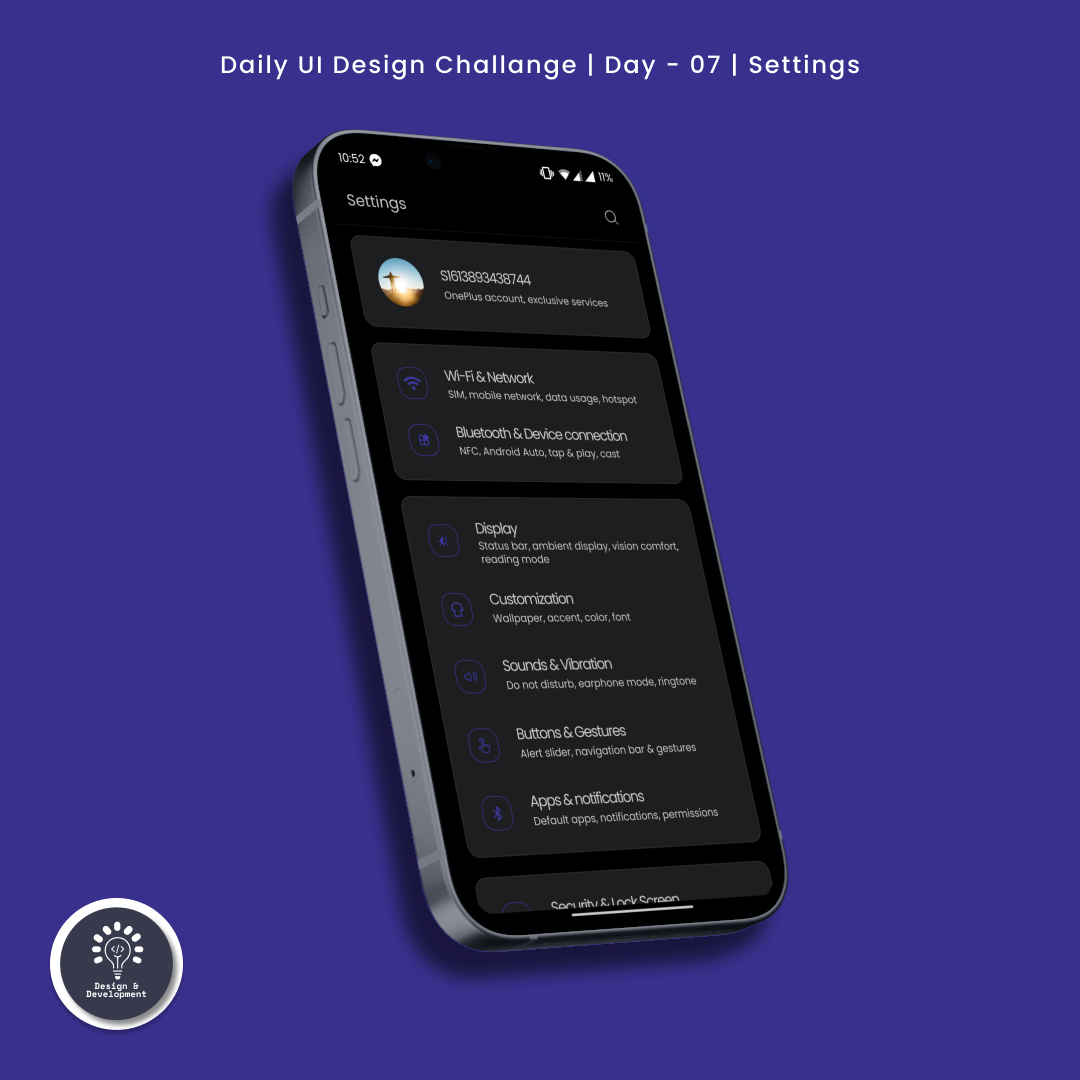 Daily UI Design Challange | Day - 07 | Settings
10:52
11%
Settings
S1613893438744
OnePlus account, exclusive services
Wi-Fi & Network
SIM, mobile network, data usage, hotspot
Bluetooth & Device connection
NFC, Android Auto, tap & play, cast
Display
Status bar, ambient display, vision comfort,
reading mode
Customization
Wallpaper, accent, color, font
Sounds & Vibration
Do not disturb, earphone mode, ringtone
Buttons & Gestures
Alert slider, navigation bar & gestures
Apps & notifications
Default apps, notifications, permissions
Security & Lock Screen
</>
Design &
Development